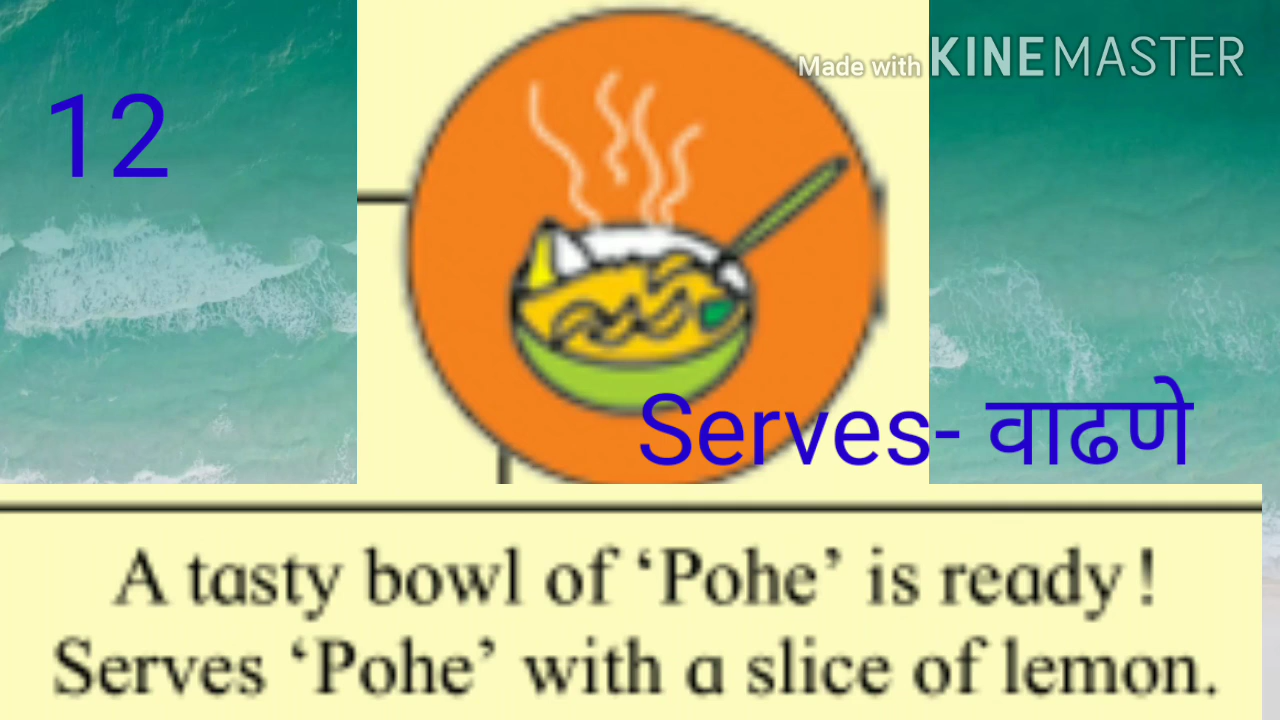 Made with KINEMASTER
12
Serves- वाढणे
A tasty bowl of ‘Pohe’ is ready !
Serves ‘Pohe’ with a slice of lemon.